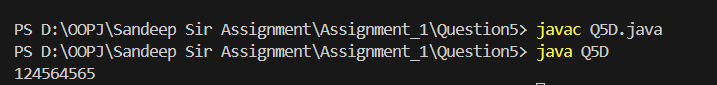 PS D:\OOPJ\Sandeep Sir Assignment\Assignment_1\Question5> javac Q5D.java
PS D:\OOPJ\Sandeep Sir Assignment\Assignment_1\Question5> java Q5D
124564565